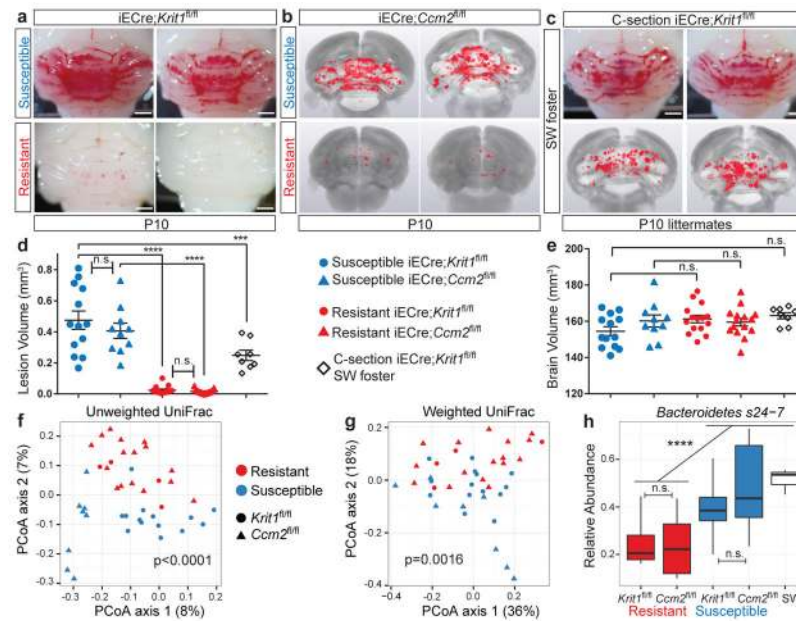 a
iECre;Krit1fl/fl
b
iECre;Ccm2fl/fl
c
C-section iECre;Krit1fl/fl
Susceptible
Resistant
Susceptible
Resistant
SW foster
P10
P10
P10 littermates
d
Lesion Volume (mm³)
0.8
0.6
0.4
0.2
0.0
n.s
****
****
***
n.s.
Susceptible iECre;Krit1fl/fl
Susceptible iECre;Ccm2fl/fl
Resistant iECre;Krit1fl/fl
Resistant iECre;Ccm2fl/fl
C-section iECre;Krit1fl/fl
SW foster
e
Brain Volume (mm³)
200
180
160
140
120
n.s.
n.s.
n.s.
f
Unweighted UniFrac
PCoA axis 2 (7%)
0.2
0.1
0.0
-0.1
-0.2
-0.3
p<0.0001
-0.3 -0.2 -0.1 0.0 0.1 0.2
PCoA axis 1 (8%)
Resistant
Susceptible
Krit1fl/fl
Ccm2fl/fl
g
Weighted UniFrac
PCoA axis 2 (18%)
0.2
0.0
-0.2
-0.4
p=0.0016
-0.4 -0.2 0.0 0.2
PCoA axis 1 (36%)
h
Bacteroidetes s24-7
Relative Abundance
0.6
0.4
0.2
****
n.s.
n.s.
Krit1fl/fl Ccm2fl/fl Krit1fl/fl Ccm2fl/fl SW
Resistant Susceptible